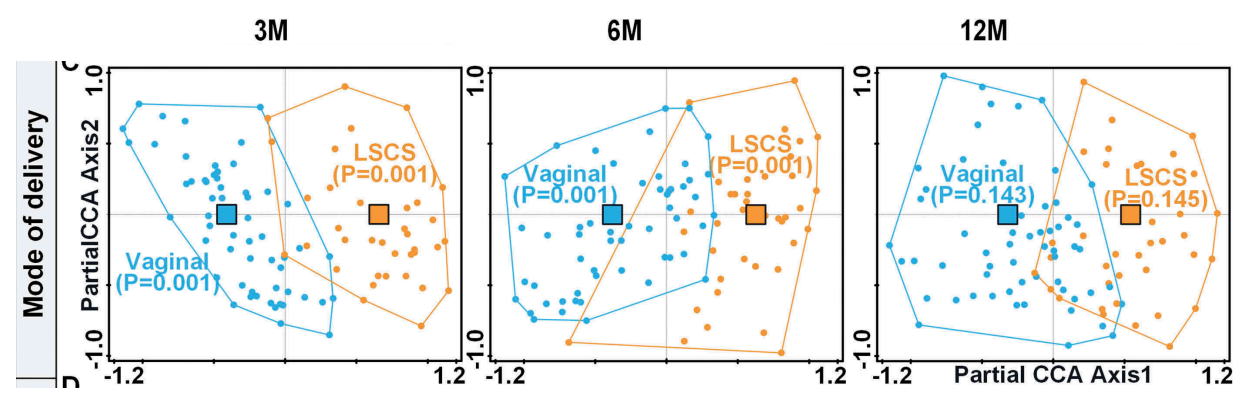 3M
6M
12M
Mode of delivery
PartialCCA Axis2
1.0
-1.0
-1.2
1.2
LSCS
(P=0.001)
Vaginal
(P=0.001)
1.0
-1.0
-1.2
1.2
Vaginal
(P=0.001)
LSCS
(P=0.001)
1.0
-1.0
-1.2
1.2
Vaginal
(P=0.143)
LSCS
(P=0.145)
Partial CCA Axis1